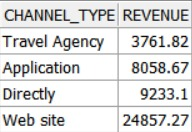 CHANNEL_TYPE REVENUE
Travel Agency 3761.82
Application 8058.67
Directly 9233.1
Web site 24857.27